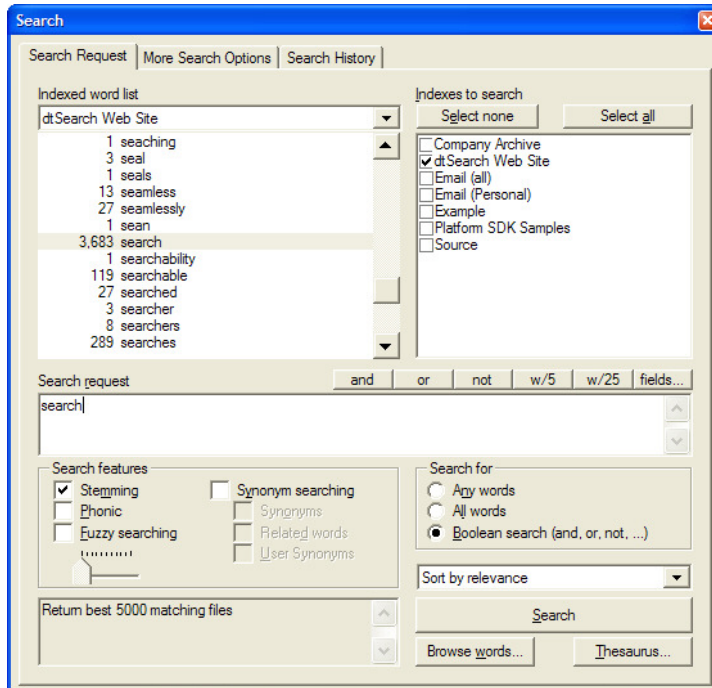 Search
Search Request More Search Options Search History
Indexed word list
dtSearch Web Site
1 seaching
3 seal
1 seals
13 seamless
27 seamlessly
1 sean
3,683 search
1 searchability
119 searchable
27 searched
3 searcher
8 searchers
289 searches
Indexes to search
Select none Select all
Company Archive
dtSearch Web Site
Email (all)
Email (Personal)
Example
Platform SDK Samples
Source
Search request and or not w/5 w/25 fields...
search
Search features
Stemming
Phonic
Fuzzy searching
Synonym searching
Synonyms
Related words
User Synonyms
Search for
Any words
All words
Boolean search (and, or, not, ...)
Sort by relevance
Return best 5000 matching files
Search
Browse words... Thesaurus...